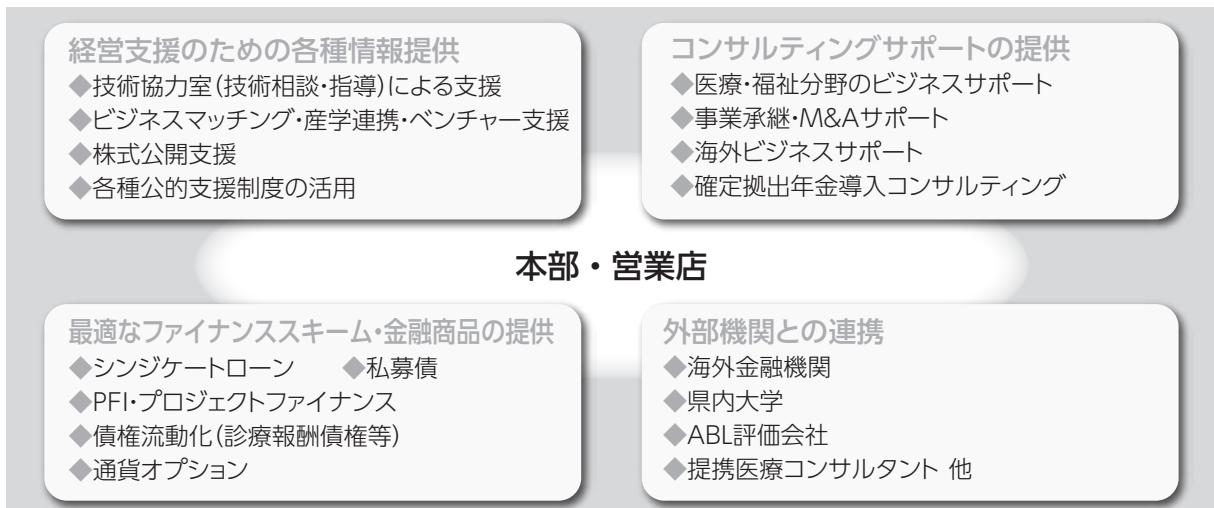 経営支援のための各種情報提供
◆技術協力室(技術相談・指導)による支援
◆ビジネスマッチング・産学連携・ベンチャー支援
◆株式公開支援
◆各種公的支援制度の活用
コンサルティングサポートの提供
◆医療・福祉分野のビジネスサポート
◆事業承継・M&Aサポート
◆海外ビジネスサポート
◆確定拠出年金導入コンサルティング
本部・営業店
最適なファイナンススキーム・金融商品の提供
◆シンジケートローン ◆私募債
◆PFI・プロジェクトファイナンス
◆債権流動化(診療報酬債権等)
◆通貨オプション
外部機関との連携
◆海外金融機関
◆県内大学
◆ABL評価会社
◆提携医療コンサルタント 他